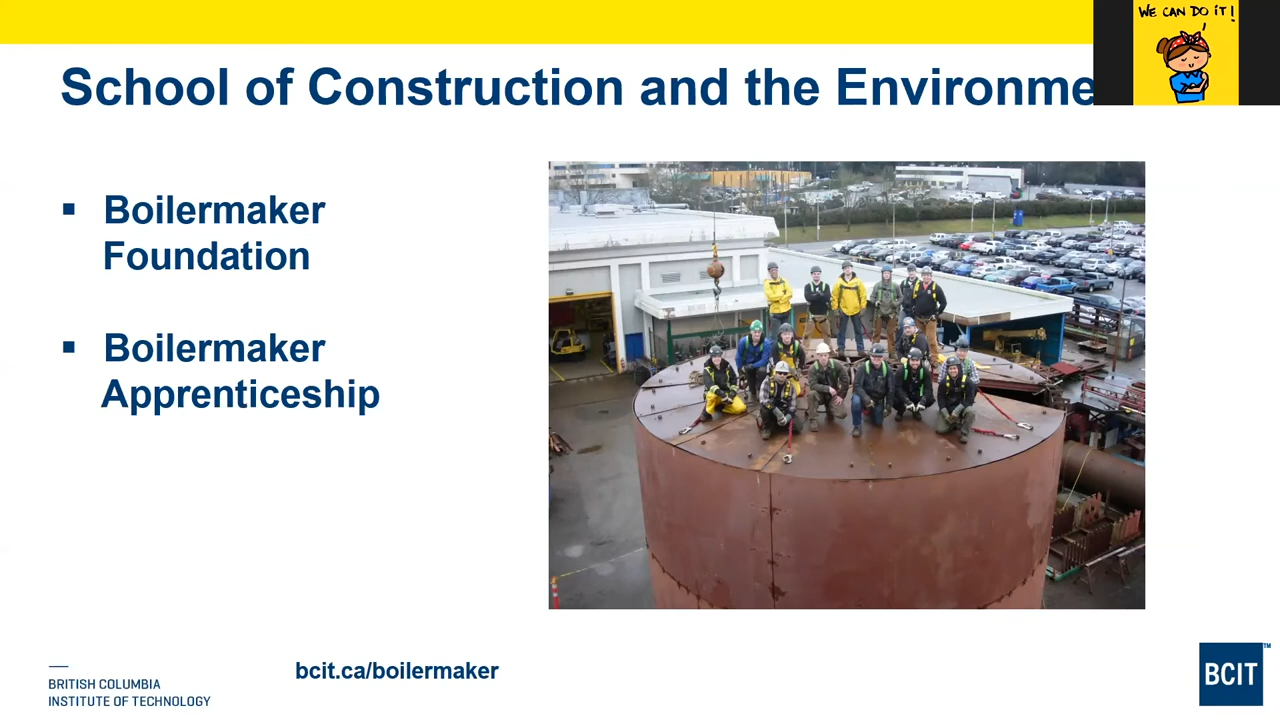 WE CAN DO IT!
School of Construction and the Environme
▪ Boilermaker
Foundation
▪ Boilermaker
Apprenticeship
bcit.ca/boilermaker
BRITISH COLUMBIA
INSTITUTE OF TECHNOLOGY
BCIT™